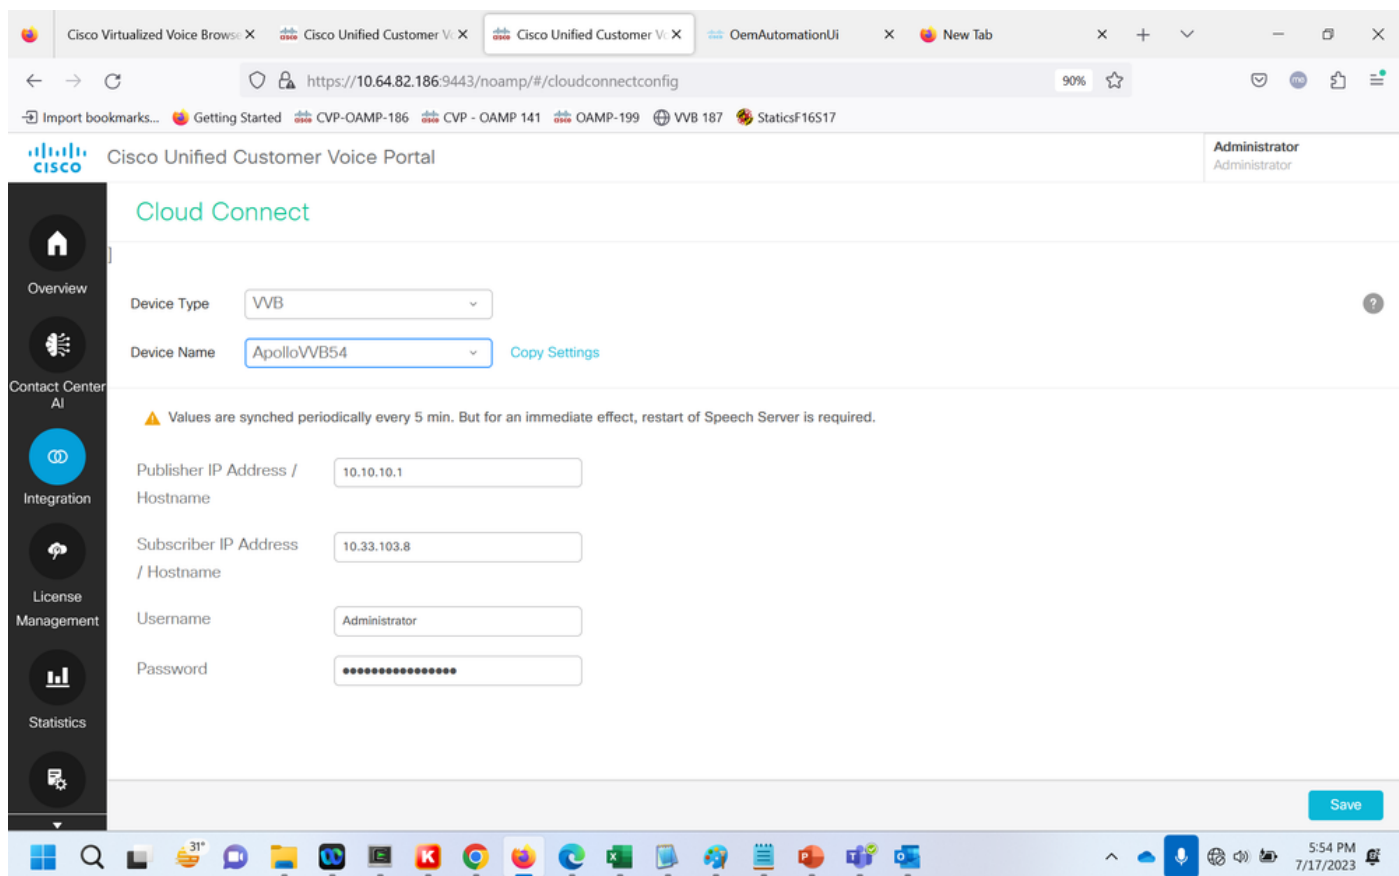 Cisco Virtualized Voice Browse
Cisco Unified Customer Vo
Cisco Unified Customer Vo
OemAutomationUi
New Tab
https://10.64.82.186:9443/noamp/#/cloudconnectconfig
90%
Import bookmarks...
Getting Started
CVP-OAMP-186
CVP - OAMP 141
OAMP-199
VVB 187
StaticsF16S17
CISCO
Cisco Unified Customer Voice Portal
Administrator
Administrator
Cloud Connect
]
Overview
Contact Center
AI
Integration
License
Management
Statistics
Device Type
VVB
?
Device Name
ApolloVVB54
Copy Settings
Values are synched periodically every 5 min. But for an immediate effect, restart of Speech Server is required.
Publisher IP Address /
Hostname
10.10.10.1
Subscriber IP Address
/ Hostname
10.33.103.8
Username
Administrator
Password
••••••••••••••••
Save
31°
5:54 PM
7/17/2023